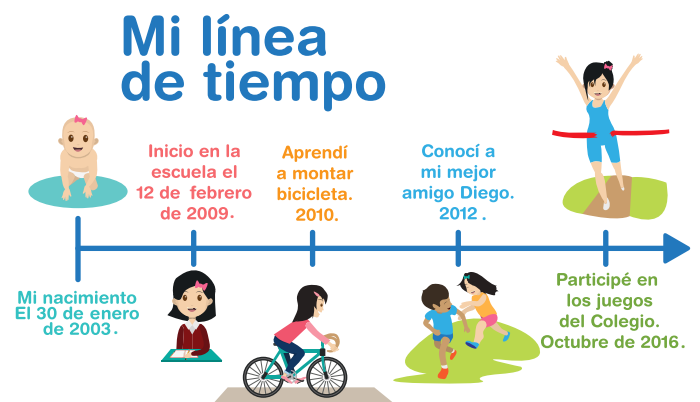 Mi línea
de tiempo
Mi nacimiento
El 30 de enero
de 2003.
Inicio en la
escuela el
12 de febrero
de 2009.
Aprendí
a montar
bicicleta.
2010.
Conocí a
mi mejor
amigo Diego.
2012 .
Participé en
los juegos
del Colegio.
Octubre de 2016.